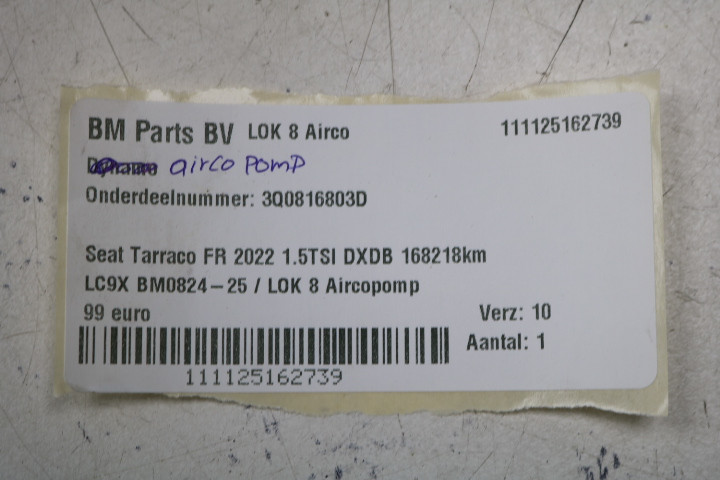 BM Parts BV LOK 8 Airco 111125162739
airco pomp
Onderdeelnummer: 3Q0816803D
Seat Tarraco FR 2022 1.5TSI DXDB 168218km
LC9X BM0824-25 / LOK 8 Aircopomp
99 euro Verz: 10
Aantal: 1
111125162739